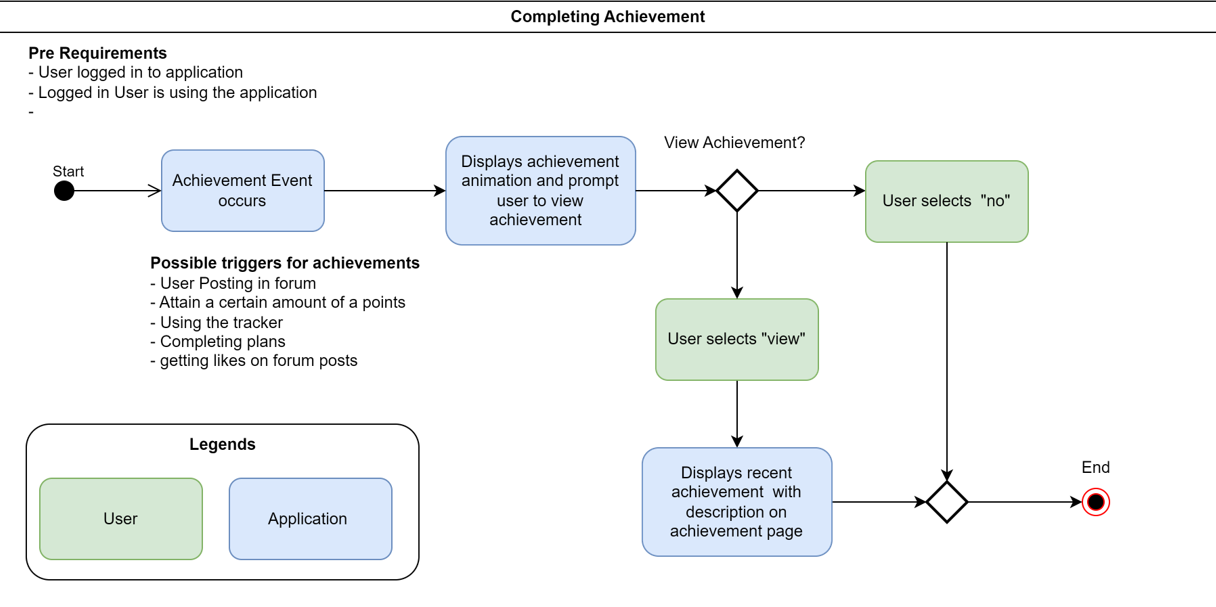 Completing Achievement
Pre Requirements
- User logged in to application
- Logged in User is using the application
-
Start
Achievement Event
occurs
Displays achievement
animation and prompt
user to view
achievement
View Achievement?
User selects "no"
Possible triggers for achievements
- User Posting in forum
- Attain a certain amount of a points
- Using the tracker
- Completing plans
- getting likes on forum posts
User selects "view"
Legends
User
Application
Displays recent
achievement with
description on
achievement page
End